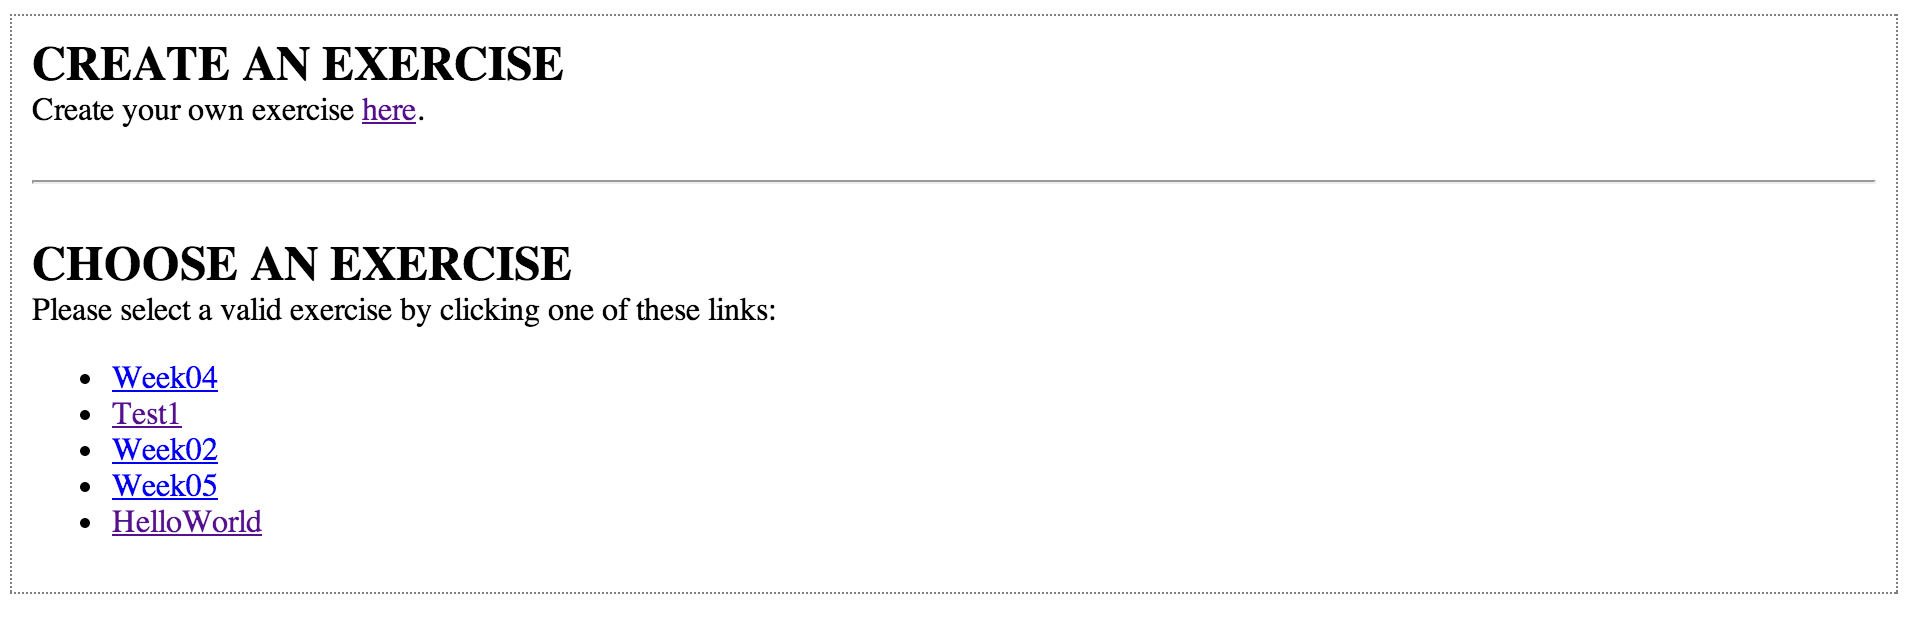 CREATE AN EXERCISE
Create your own exercise here.
CHOOSE AN EXERCISE
Please select a valid exercise by clicking one of these links:
Week04
Test1
Week02
Week05
HelloWorld